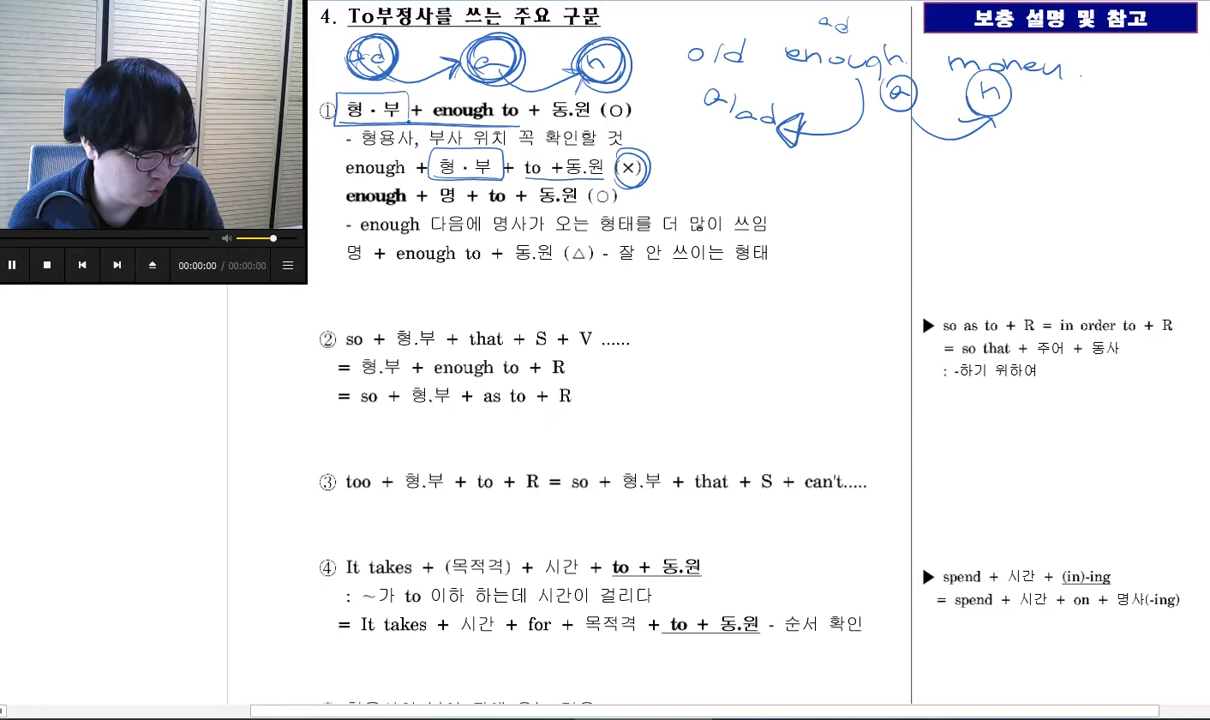 4. To부정사를 쓰는 주요 구문
보충 설명 및 참고
ad a n
ad
old enough money
a/ad a n
① 형·부 + enough to + 동.원 (○)
- 형용사, 부사 위치 꼭 확인할 것
enough + 형·부 + to +동.원 (×)
enough + 명 + to + 동.원 (○)
- enough 다음에 명사가 오는 형태를 더 많이 쓰임
명 + enough to + 동.원 (△) - 잘 안 쓰이는 형태
00:00:00 / 00:00:00
② so + 형.부 + that + S + V ......
= 형.부 + enough to + R
= so + 형.부 + as to + R
▶ so as to + R = in order to + R
= so that + 주어 + 동사
: -하기 위하여
③ too + 형.부 + to + R = so + 형.부 + that + S + can't.....
④ It takes + (목적격) + 시간 + to + 동.원
: ~가 to 이하 하는데 시간이 걸리다
= It takes + 시간 + for + 목적격 + to + 동.원 - 순서 확인
▶ spend + 시간 + (in)-ing
= spend + 시간 + on + 명사(-ing)